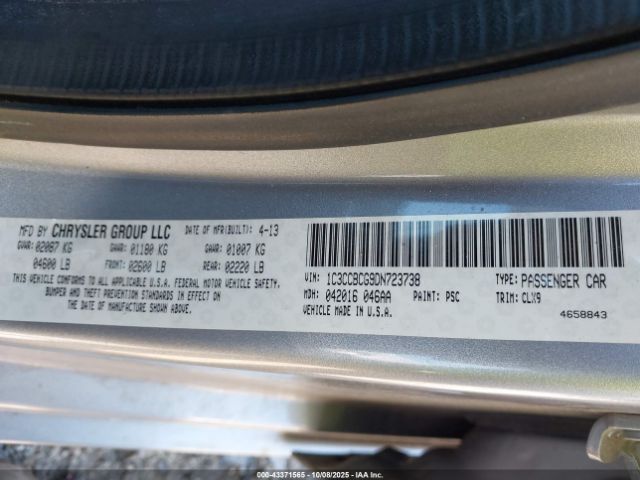 MFD BY CHRYSLER GROUP LLC DATE OF MFR(BUILT): 4-13
GVWR: 02087 KG GAWR: 01180 KG GAWR: 01007 KG
04600 LB FRONT: 02600 LB REAR: 02220 LB
THIS VEHICLE CONFORMS TO ALL APPLICABLE U.S.A. FEDERAL MOTOR VEHICLE SAFETY,
BUMPER AND THEFT PREVENTION STANDARDS IN EFFECT ON
THE DATE OF MANUFACTURE SHOWN ABOVE.
VIN: 1C3CCBCG9DN723738 TYPE: PASSENGER CAR
MDH: 042016 046AA PAINT: PSC TRIM: CLX9
VEHICLE MADE IN U.S.A.
4658843
000-43371565 - 10/08/2025 - IAAI.COM